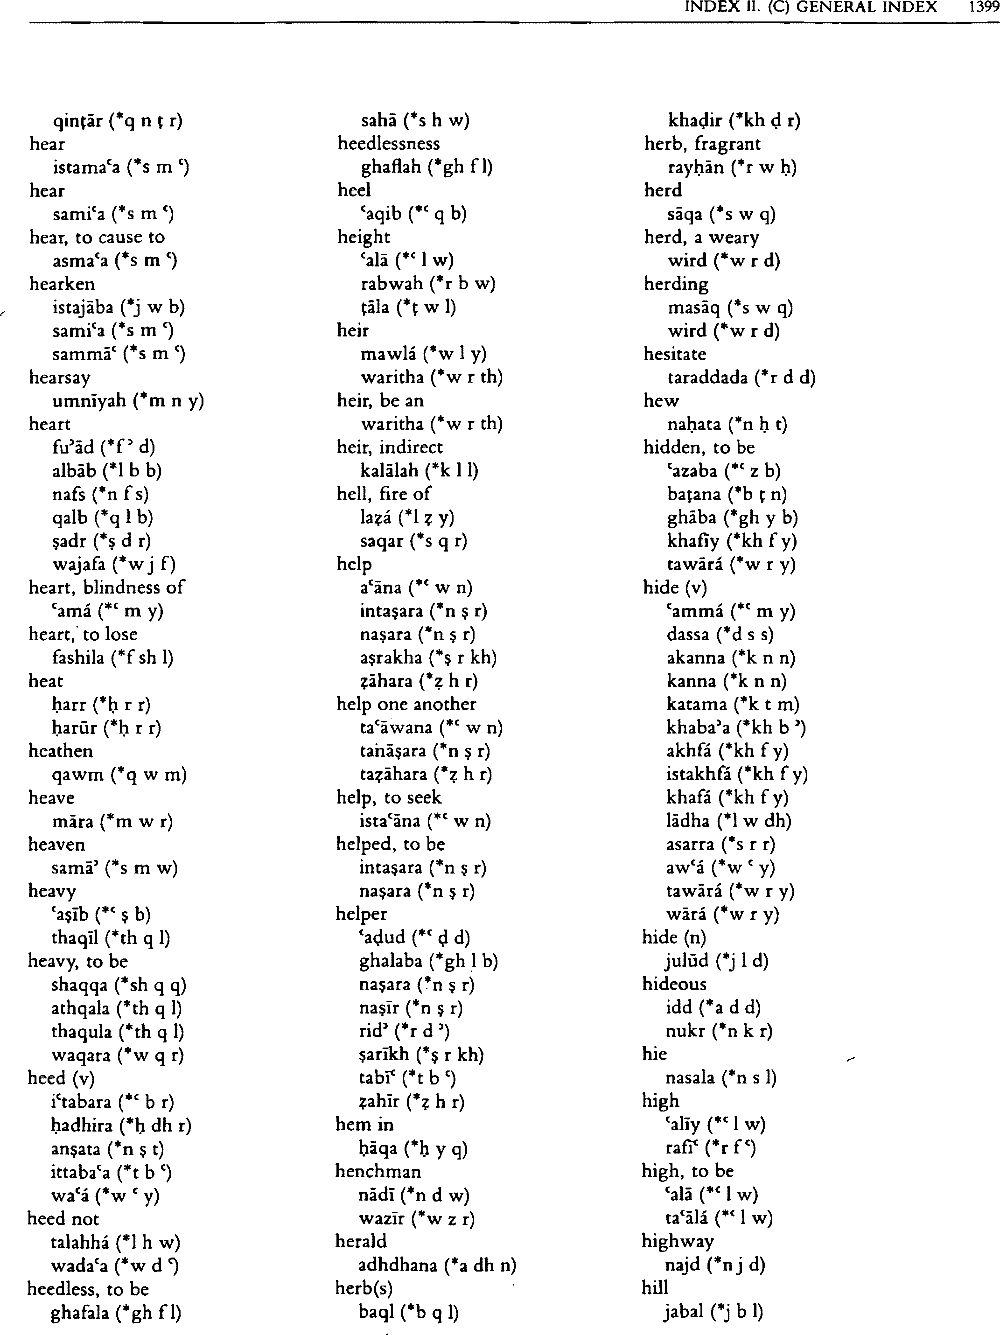 INDEX II. (C) GENERAL INDEX 1399
qinṭār (*q n ṭ r)
hear
istamaʿa (*s m ʿ)
hear
samiʿa (*s m ʿ)
hear, to cause to
asmaʿa (*s m ʿ)
hearken
istajāba (*j w b)
samiʿa (*s m ʿ)
sammāʿ (*s m ʿ)
hearsay
umnīyah (*m n y)
heart
fuʾād (*f ʾ d)
albāb (*l b b)
nafs (*n f s)
qalb (*q l b)
ṣadr (*ṣ d r)
wajafa (*w j f)
heart, blindness of
ʿamá (*ʿ m y)
heart, to lose
fashila (*f sh l)
heat
ḥarr (*ḥ r r)
ḥarūr (*ḥ r r)
heathen
qawm (*q w m)
heave
māra (*m w r)
heaven
samāʾ (*s m w)
heavy
ʿaṣīb (*ʿ ṣ b)
thaqīl (*th q l)
heavy, to be
shaqqa (*sh q q)
athqala (*th q l)
thaqula (*th q l)
waqara (*w q r)
heed (v)
iʿtabara (*ʿ b r)
ḥadhira (*ḥ dh r)
anṣata (*n ṣ t)
ittabaʿa (*t b ʿ)
waʿá (*w ʿ y)
heed not
talahhá (*l h w)
wadaʿa (*w d ʿ)
heedless, to be
ghafala (*gh f l)
sahā (*s h w)
heedlessness
ghaflah (*gh f l)
heel
ʿaqib (*ʿ q b)
height
ʿalā (*ʿ l w)
rabwah (*r b w)
ṭāla (*ṭ w l)
heir
mawlá (*w l y)
waritha (*w r th)
heir, be an
waritha (*w r th)
heir, indirect
kalālah (*k l l)
hell, fire of
laẓá (*l ẓ y)
saqar (*s q r)
help
aʿāna (*ʿ w n)
intaṣara (*n ṣ r)
naṣara (*n ṣ r)
aṣrakha (*ṣ r kh)
ẓāhara (*ẓ h r)
help one another
taʿāwana (*ʿ w n)
tanāṣara (*n ṣ r)
taẓāhara (*ẓ h r)
help, to seek
istaʿāna (*ʿ w n)
helped, to be
intaṣara (*n ṣ r)
naṣara (*n ṣ r)
helper
ʿaḍud (*ʿ ḍ d)
ghalaba (*gh l b)
naṣara (*n ṣ r)
naṣīr (*n ṣ r)
ridʾ (*r d ʾ)
ṣarīkh (*ṣ r kh)
tabīʿ (*t b ʿ)
ẓahīr (*ẓ h r)
hem in
ḥāqa (*ḥ y q)
henchman
nādī (*n d w)
wazīr (*w z r)
herald
adhdhana (*a dh n)
herb(s)
baql (*b q l)
khaḍir (*kh ḍ r)
herb, fragrant
rayḥān (*r w ḥ)
herd
sāqa (*s w q)
herd, a weary
wird (*w r d)
herding
masāq (*s w q)
wird (*w r d)
hesitate
taraddada (*r d d)
hew
naḥata (*n ḥ t)
hidden, to be
ʿazaba (*ʿ z b)
baṭana (*b ṭ n)
ghāba (*gh y b)
khafīy (*kh f y)
tawārá (*w r y)
hide (v)
ʿammá (*ʿ m y)
dassa (*d s s)
akanna (*k n n)
kanna (*k n n)
katama (*k t m)
khabaʾa (*kh b ʾ)
akhfá (*kh f y)
istakhfá (*kh f y)
khafá (*kh f y)
lādha (*l w dh)
asarra (*s r r)
awʿá (*w ʿ y)
tawārá (*w r y)
wārá (*w r y)
hide (n)
julūd (*j l d)
hideous
idd (*a d d)
nukr (*n k r)
hie
nasala (*n s l)
high
ʿalīy (*ʿ l w)
rafīʿ (*r f ʿ)
high, to be
ʿalā (*ʿ l w)
taʿālá (*ʿ l w)
highway
najd (*n j d)
hill
jabal (*j b l)